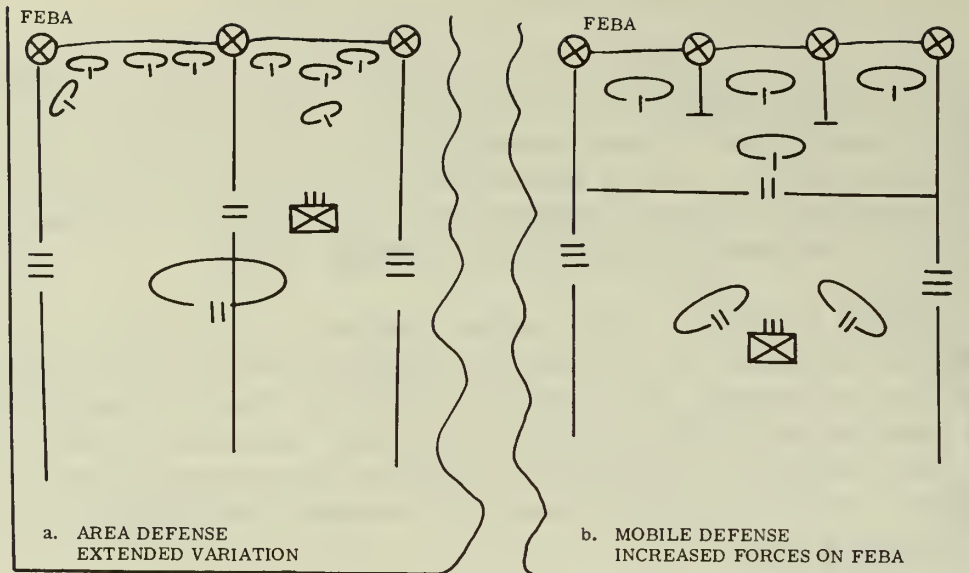 FEBA
FEBA
a. AREA DEFENSE
EXTENDED VARIATION
b. MOBILE DEFENSE
INCREASED FORCES ON FEBA